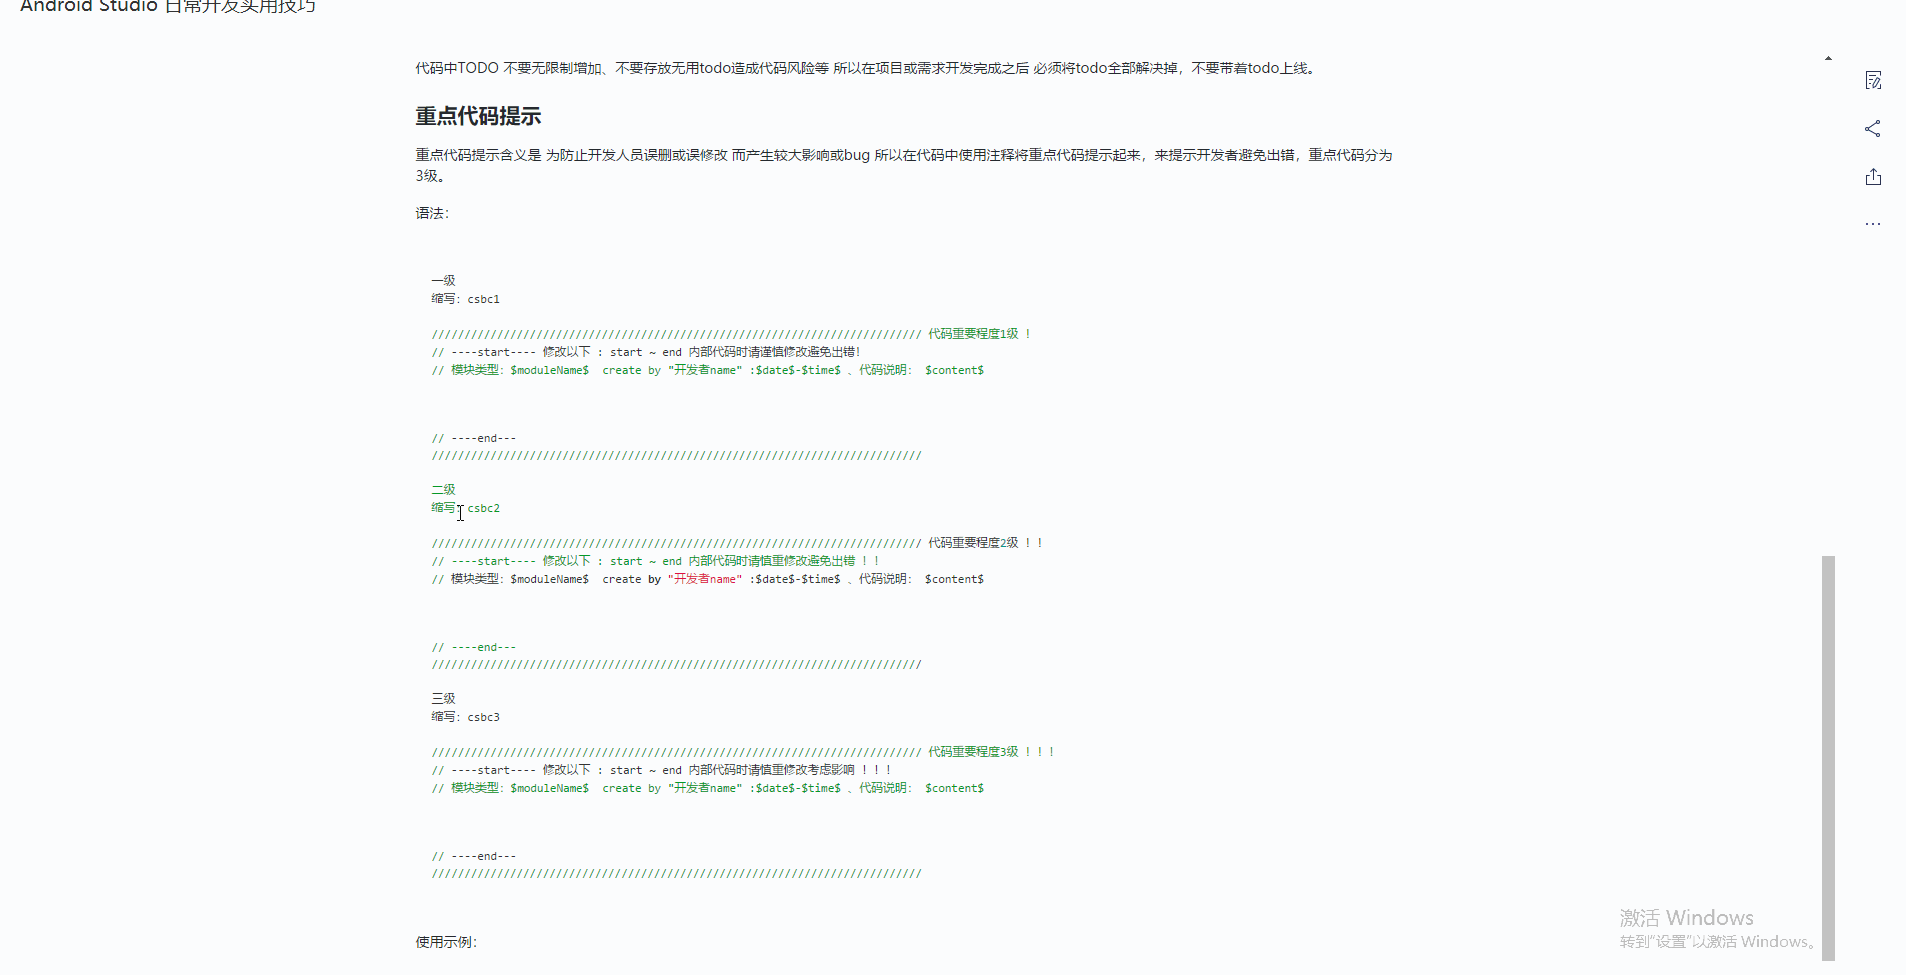 Android Studio 日常开发实用技巧
代码中TODO 不要无限制增加、不要存放无用todo造成代码风险等 所以在项目或需求开发完成之后 必须将todo全部解决掉，不要带着todo上线。
重点代码提示
重点代码提示含义是 为防止开发人员误删或误修改 而产生较大影响或bug 所以在代码中使用注释将重点代码提示起来，来提示开发者避免出错，重点代码分为
3级。
语法：
一级
缩写：csbc1
/////////////////////////////////////////////////////////////////////////// 代码重要程度1级 ！
// ----start---- 修改以下 : start ~ end 内部代码时请谨慎修改避免出错!
// 模块类型：$moduleName$  create by "开发者name" :$date$-$time$ 、代码说明： $content$
// ----end---
///////////////////////////////////////////////////////////////////////////
二级
缩写：csbc2
/////////////////////////////////////////////////////////////////////////// 代码重要程度2级 ！！
// ----start---- 修改以下 : start ~ end 内部代码时请慎重修改避免出错 ！！
// 模块类型：$moduleName$  create by "开发者name" :$date$-$time$ 、代码说明： $content$
// ----end---
///////////////////////////////////////////////////////////////////////////
三级
缩写：csbc3
/////////////////////////////////////////////////////////////////////////// 代码重要程度3级 ！！！
// ----start---- 修改以下 : start ~ end 内部代码时请慎重修改考虑影响 ！！！
// 模块类型：$moduleName$  create by "开发者name" :$date$-$time$ 、代码说明： $content$
// ----end---
///////////////////////////////////////////////////////////////////////////
使用示例：
激活 Windows
转到"设置"以激活 Windows。